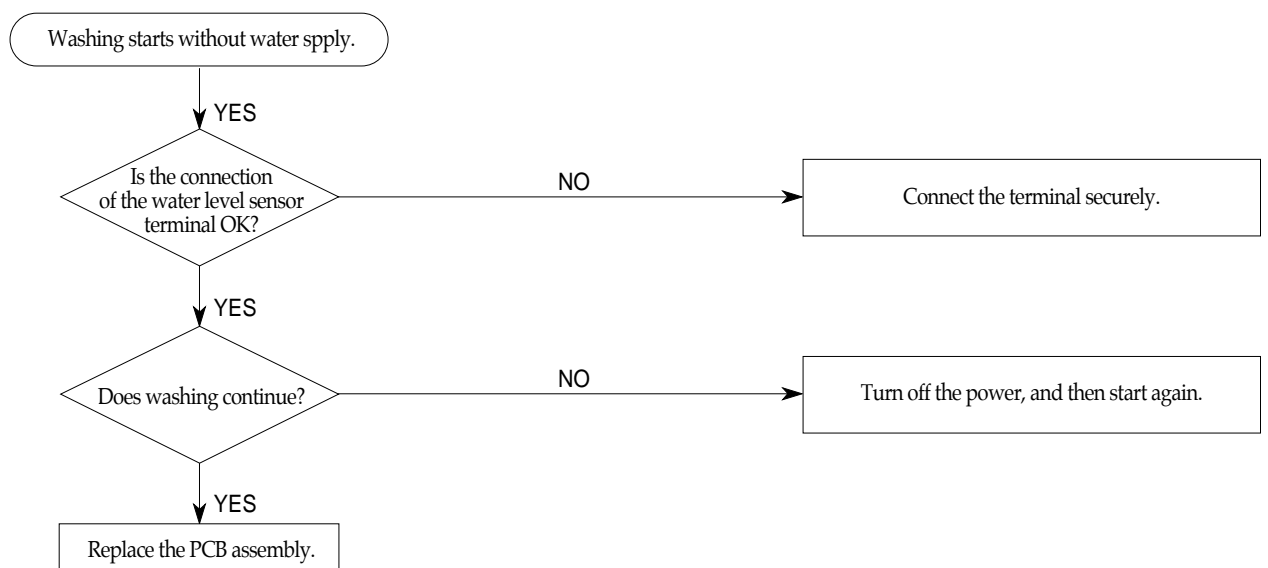 Washing starts without water spply.
YES
Is the connection
of the water level sensor
terminal OK?
NO
Connect the terminal securely.
YES
Does washing continue?
NO
Turn off the power, and then start again.
YES
Replace the PCB assembly.